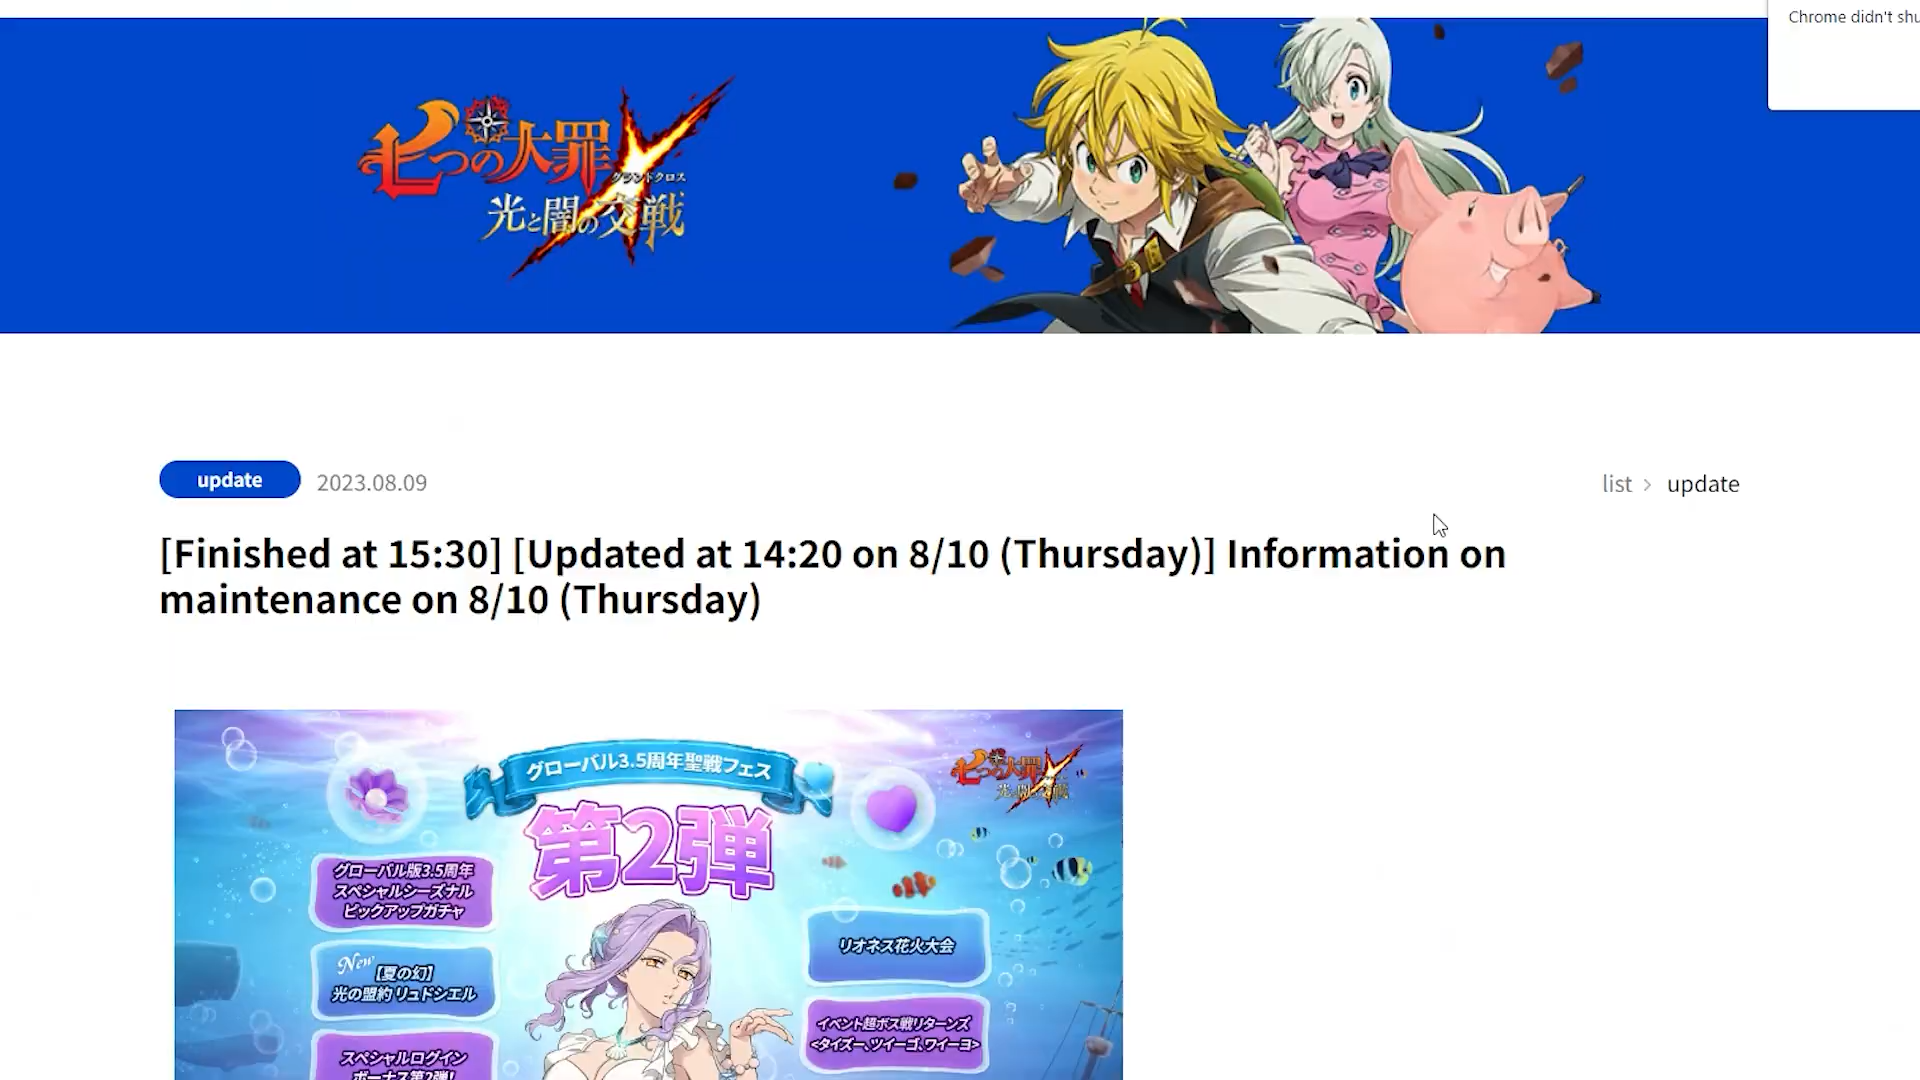 Chrome didn't shu
七つの大罪
グランドクロス
光と闇の交戦
update
2023.08.09
list > update
[Finished at 15:30] [Updated at 14:20 on 8/10 (Thursday)] Information on
maintenance on 8/10 (Thursday)
グローバル3.5周年聖戦フェス
七つの大罪
光と闇の交戦
第2弾
グローバル版3.5周年
スペシャルシーズナル
ピックアップガチャ
New
【夏の幻】
光の盟約 リュドシエル
スペシャルログイン
ボーナス第2弾!
リオネス花火大会
イベント超ボス戦リターンズ
<タイズー、ツイーゴ、ワイーヨ>